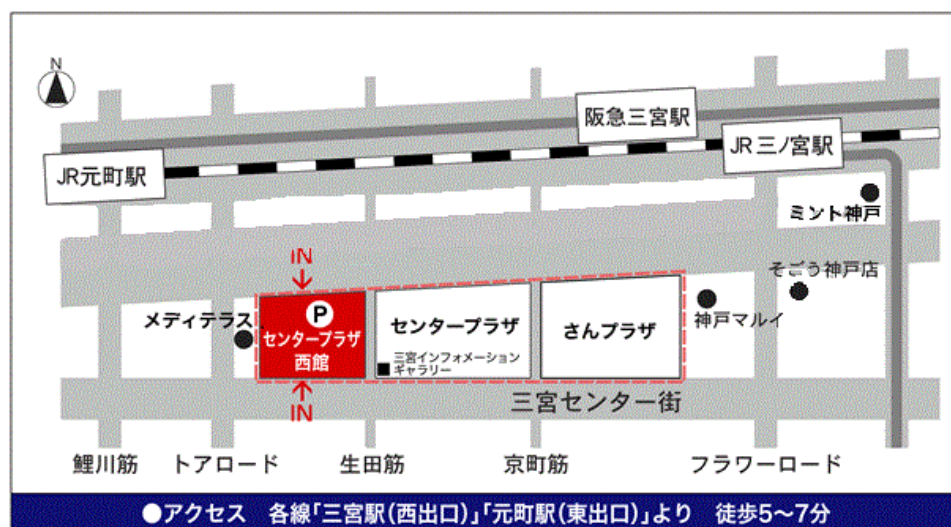 N
阪急三宮駅
JR三ノ宮駅
JR元町駅
ミント神戸
そごう神戸店
IN
メディテラス
P
センタープラザ
西館
センタープラザ
三宮インフォメーション
ギャラリー
さんプラザ
神戸マルイ
IN
三宮センター街
鯉川筋
トアロード
生田筋
京町筋
フラワーロード
●アクセス 各線「三宮駅(西出口)」「元町駅(東出口)」より 徒歩5〜7分